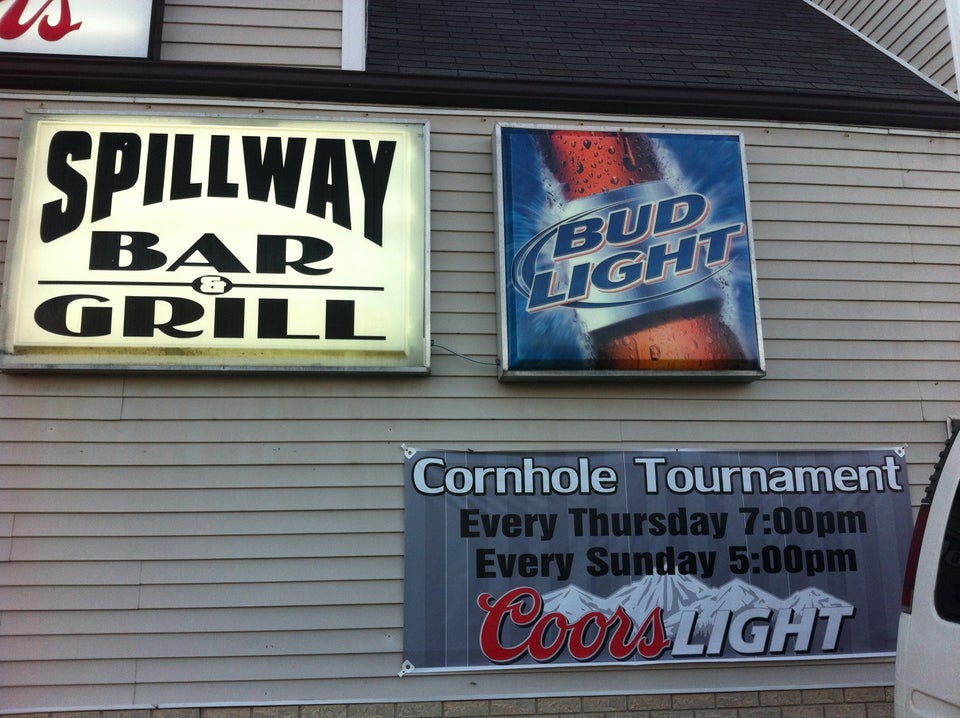 SPILLWAY
BAR
&
GRILL
BUD
LIGHT
Cornhole Tournament
Every Thursday 7:00pm
Every Sunday 5:00pm
Coors LIGHT